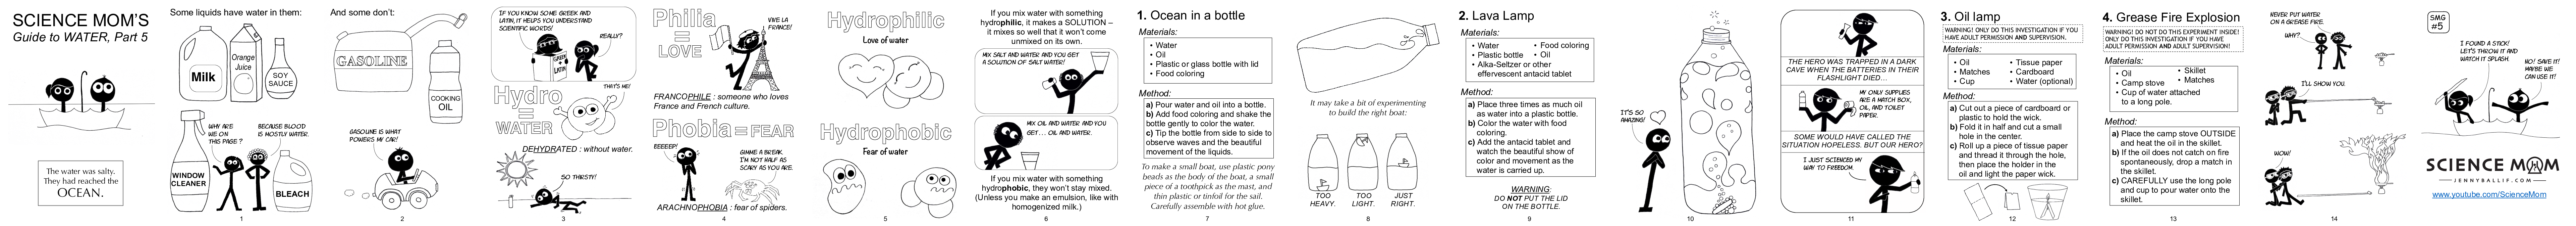 SCIENCE MOM'S
Guide to WATER, Part 5
The water was salty.
They had reached the
OCEAN.
Some liquids have water in them:
Milk
Orange
Juice
SOY
SAUCE
WHY ARE
WE ON
THIS PAGE?
BECAUSE BLOOD
IS MOSTLY WATER.
WINDOW
CLEANER
BLEACH
1
And some don't:
GASOLINE
COOKING
OIL
GASOLINE IS WHAT
POWERS MY CAR!
2
IF YOU KNOW SOME GREEK AND
LATIN, IT HELPS YOU UNDERSTAND
SCIENTIFIC WORDS!
REALLY?
GREEK
& LATIN
Hydro
=
WATER
THAT'S ME!
DEHYDRATED : without water.
SO THIRSTY!
3
Philia
=
LOVE
VIVE LA
FRANCE!
FRANCOPHILE : someone who loves
France and French culture.
Phobia = FEAR
EEEEEP!
GIMME A BREAK.
I'M NOT HALF AS
SCARY AS YOU ARE.
ARACHNOPHOBIA : fear of spiders.
4
Hydrophilic
Love of water
Hydrophobic
Fear of water
5
If you mix water with something
hydrophilic, it makes a SOLUTION –
it mixes so well that it won't come
unmixed on its own.
MIX SALT AND WATER AND YOU GET
A SOLUTION OF SALT WATER!
MIX OIL AND WATER AND YOU
GET . . . OIL AND WATER.
If you mix water with something
hydrophobic, they won't stay mixed.
(Unless you make an emulsion, like with
homogenized milk.)
6
1. Ocean in a bottle
Materials:
• Water
• Oil
• Plastic or glass bottle with lid
• Food coloring
Method:
a) Pour water and oil into a bottle.
b) Add food coloring and shake the
bottle gently to color the water.
c) Tip the bottle from side to side to
observe waves and the beautiful
movement of the liquids.
To make a small boat, use plastic pony
beads as the body of the boat, a small
piece of a toothpick as the mast, and
thin plastic or tinfoil for the sail.
Carefully assemble with hot glue.
7
It may take a bit of experimenting
to build the right boat:
TOO
HEAVY.
TOO
LIGHT.
JUST
RIGHT.
8
2. Lava Lamp
Materials:
• Water
• Plastic bottle
• Alka-Seltzer or other
effervescent antacid tablet
• Food coloring
• Oil
Method:
a) Place three times as much oil
as water into a plastic bottle.
b) Color the water with food
coloring.
c) Add the antacid tablet and
watch the beautiful show of
color and movement as the
water is carried up.
WARNING:
DO NOT PUT THE LID
ON THE BOTTLE.
9
IT'S SO
AMAZING!
10
THE HERO WAS TRAPPED IN A DARK
CAVE WHEN THE BATTERIES IN THEIR
FLASHLIGHT DIED...
MY ONLY SUPPLIES
ARE A MATCH BOX,
OIL, AND TOILET
PAPER.
SOME WOULD HAVE CALLED THE
SITUATION HOPELESS. BUT OUR HERO?
I JUST SCIENCED MY
WAY TO FREEDOM.
11
3. Oil lamp
WARNING! ONLY DO THIS INVESTIGATION IF YOU
HAVE ADULT PERMISSION AND SUPERVISION.
Materials:
• Oil
• Matches
• Cup
• Tissue paper
• Cardboard
• Water (optional)
Method:
a) Cut out a piece of cardboard or
plastic to hold the wick.
b) Fold it in half and cut a small
hole in the center.
c) Roll up a piece of tissue paper
and thread it through the hole,
then place the holder in the
oil and light the paper wick.
12
4. Grease Fire Explosion
WARNING! DO NOT DO THIS EXPERIMENT INSIDE!
ONLY DO THIS INVESTIGATION IF YOU HAVE
ADULT PERMISSION AND ADULT SUPERVISION!
Materials:
• Oil
• Camp stove
• Cup of water attached
to a long pole.
• Skillet
• Matches
Method:
a) Place the camp stove OUTSIDE
and heat the oil in the skillet.
b) If the oil does not catch on fire
spontaneously, drop a match in
the skillet.
c) CAREFULLY use the long pole
and cup to pour water onto the
skillet.
13
NEVER PUT WATER
ON A GREASE FIRE.
WHY?
I'LL SHOW YOU.
WOW!
14
SMG
#5
I FOUND A STICK!
LET'S THROW IT AND
WATCH IT SPLASH.
NO! SAVE IT!
MAYBE WE
CAN USE IT!
SCIENCE MOM
JENNYBALLIF.COM
www.youtube.com/ScienceMom